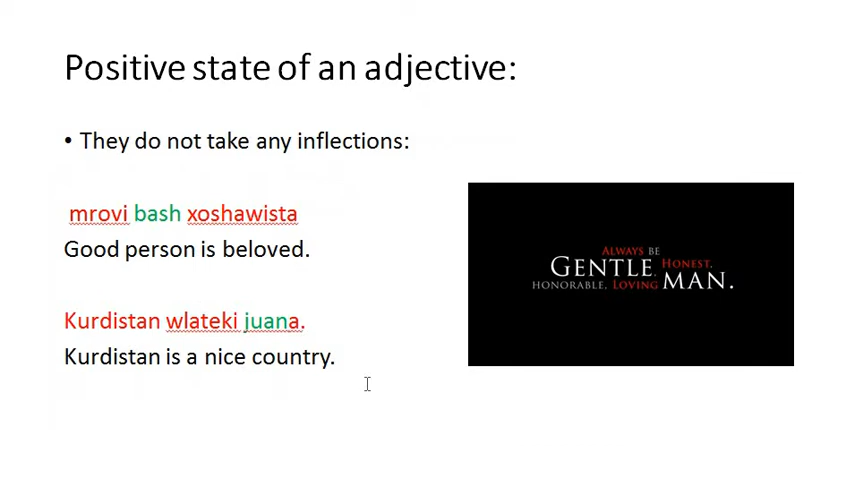 Positive state of an adjective:
• They do not take any inflections:
mrovi bash xoshawista
Good person is beloved.
Kurdistan wlateki juana.
Kurdistan is a nice country.
ALWAYS BE
GENTLE. HONEST,
HONORABLE, LOVING MAN.